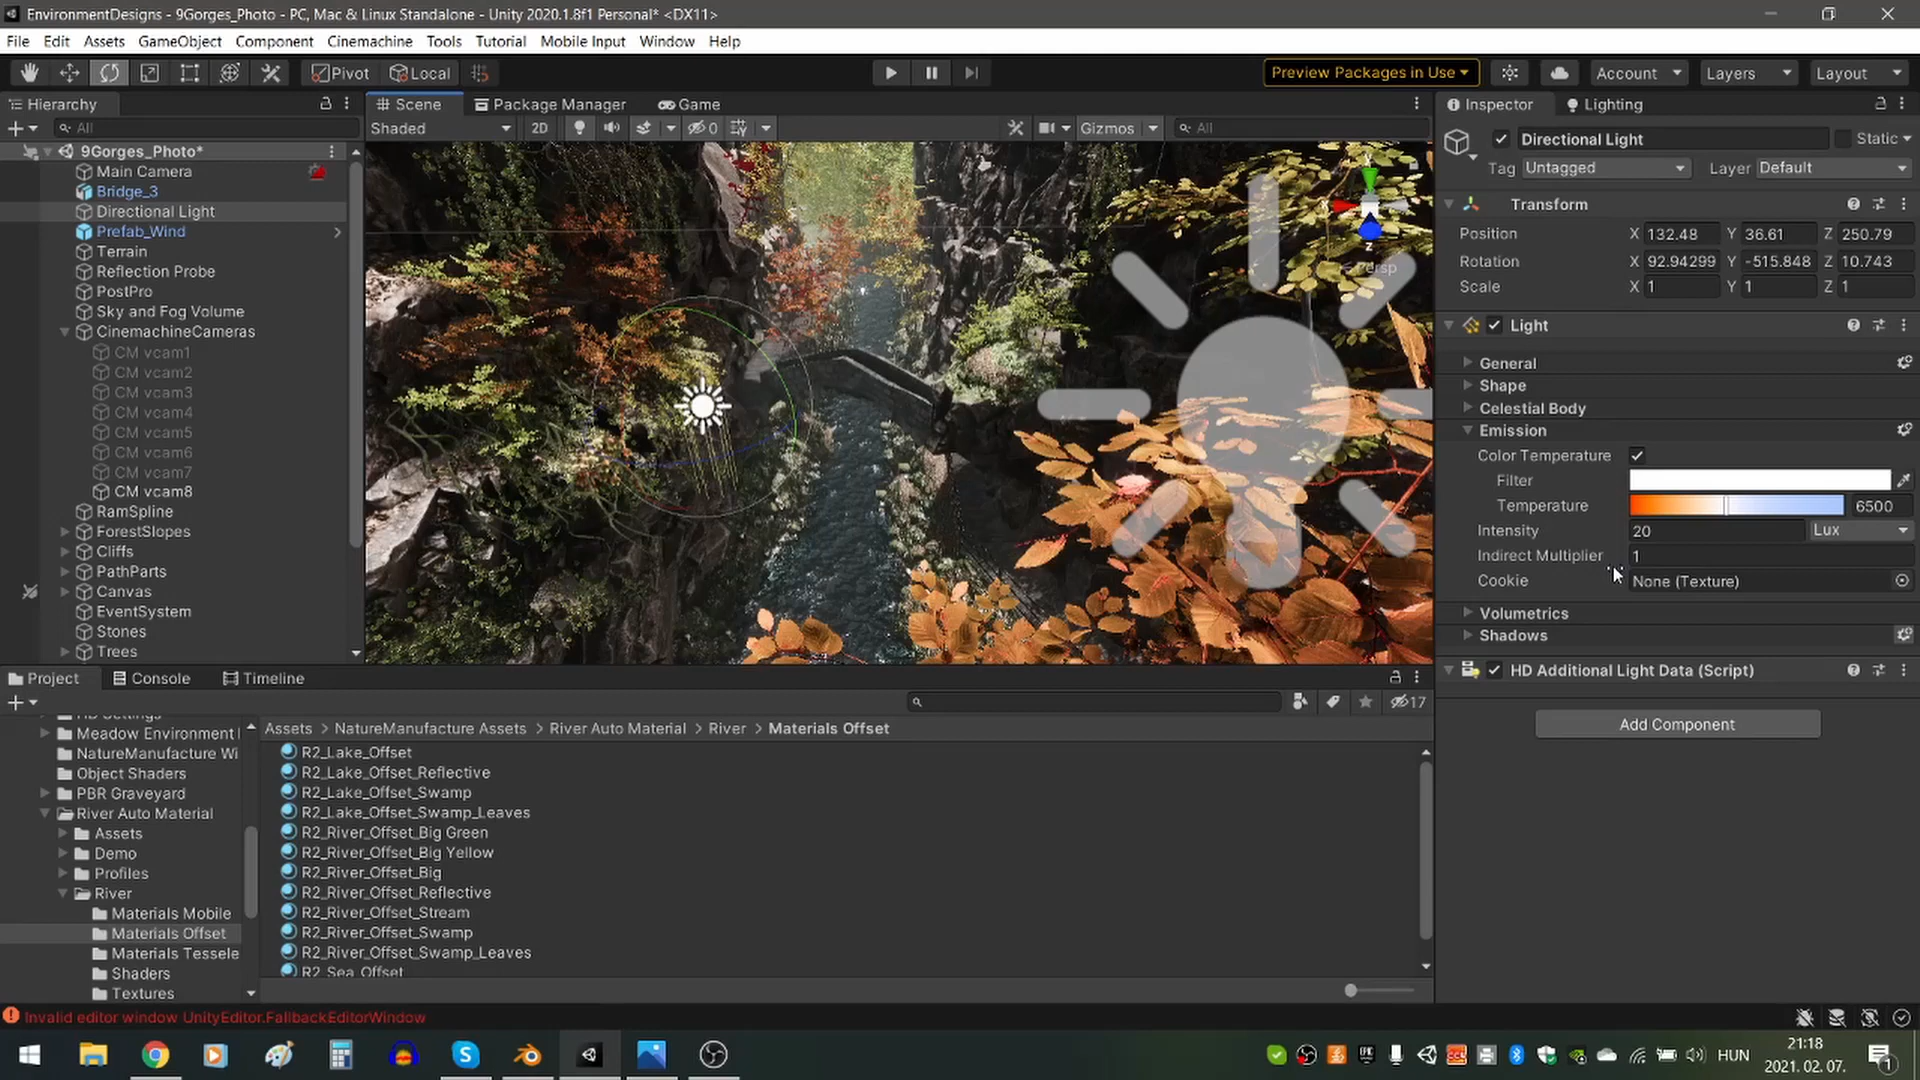 EnvironmentDesigns - 9Gorges_Photo - PC, Mac & Linux Standalone - Unity 2020.1.8f1 Personal* <DX11>
File Edit Assets GameObject Component Cinemachine Tools Tutorial Mobile Input Window Help
Pivot Local Preview Packages in Use Account Layers Layout
Hierarchy
All
9Gorges_Photo*
Main Camera
Bridge_3
Directional Light
Prefab_Wind
Terrain
Reflection Probe
PostPro
Sky and Fog Volume
CinemachineCameras
CM vcam1
CM vcam2
CM vcam3
CM vcam4
CM vcam5
CM vcam6
CM vcam7
CM vcam8
RamSpline
ForestSlopes
Cliffs
PathParts
Canvas
EventSystem
Stones
Trees
Scene Package Manager Game
Shaded 2D 0 Gizmos All
x
z
Persp
Inspector Lighting
Directional Light Static
Tag Untagged Layer Default
Transform
Position X 132.48 Y 36.61 Z 250.79
Rotation X 92.94299 Y -515.848 Z 10.743
Scale X 1 Y 1 Z 1
Light
General
Shape
Celestial Body
Emission
Color Temperature
Filter
Temperature 6500
Intensity 20 Lux
Indirect Multiplier 1
Cookie None (Texture)
Volumetrics
Shadows
HD Additional Light Data (Script)
Add Component
Project Console Timeline
17
Meadow Environment
NatureManufacture Wi
Object Shaders
PBR Graveyard
River Auto Material
Assets
Demo
Profiles
River
Materials Mobile
Materials Offset
Materials Tessele
Shaders
Textures
Assets > NatureManufacture Assets > River Auto Material > River > Materials Offset
R2_Lake_Offset
R2_Lake_Offset_Reflective
R2_Lake_Offset_Swamp
R2_Lake_Offset_Swamp_Leaves
R2_River_Offset_Big Green
R2_River_Offset_Big Yellow
R2_River_Offset_Big
R2_River_Offset_Reflective
R2_River_Offset_Stream
R2_River_Offset_Swamp
R2_River_Offset_Swamp_Leaves
R2_Sea_Offset
Invalid editor window UnityEditor.FallbackEditorWindow
HUN
21:18
2021. 02. 07.
1